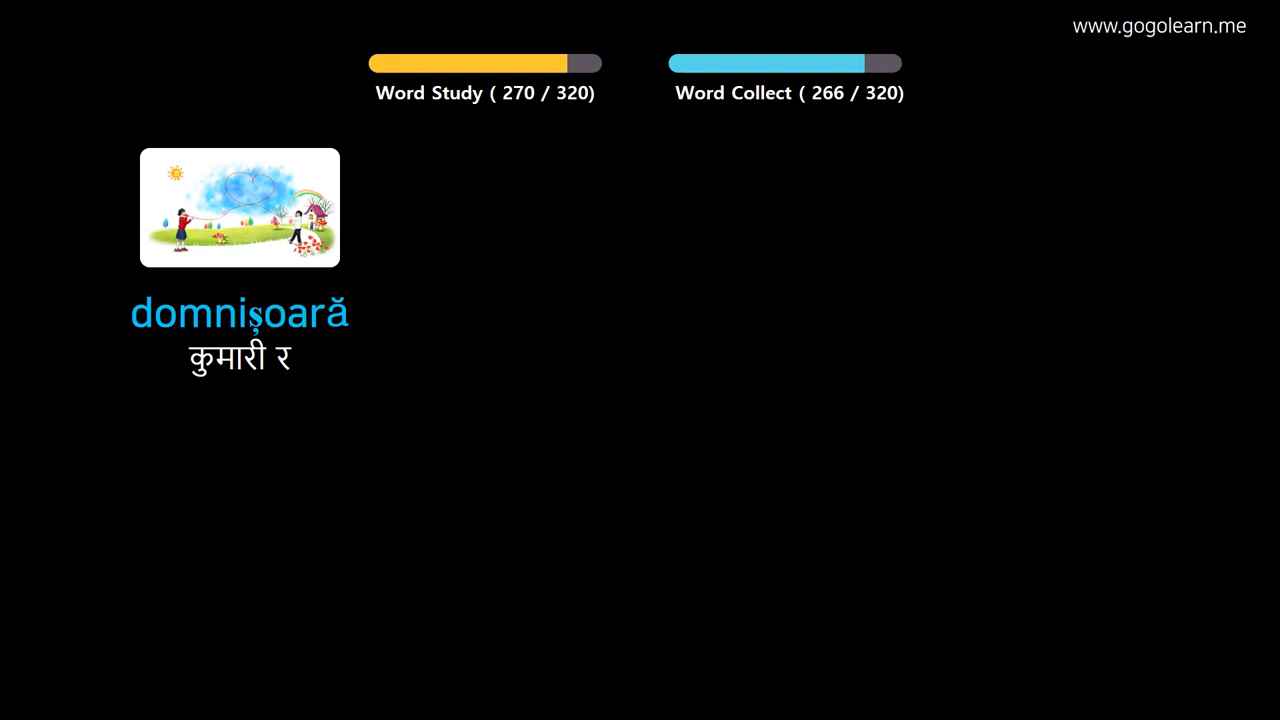 www.gogolearn.me
Word Study ( 270 / 320)
Word Collect ( 266 / 320)
domnișoară
कुमारी र